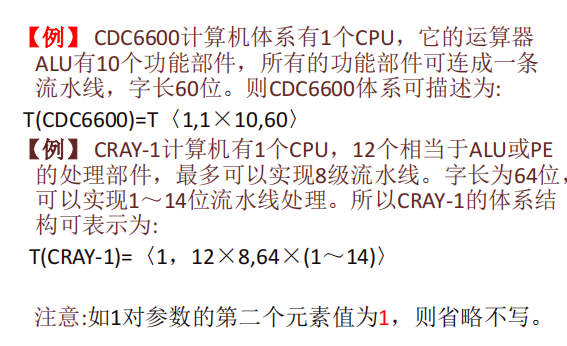 【例】 CDC6600计算机体系有1个CPU，它的运算器
ALU有10个功能部件，所有的功能部件可连成一条
流水线，字长60位。则CDC6600体系可描述为:
T(CDC6600)=T〈1,1×10,60〉
【例】 CRAY-1计算机有1个CPU，12个相当于ALU或PE
的处理部件，最多可以实现8级流水线。字长为64位，
可以实现1～14位流水线处理。所以CRAY-1的体系结
构可表示为:
T(CRAY-1)=〈1，12×8,64×(1～14)〉
注意:如1对参数的第二个元素值为1，则省略不写。